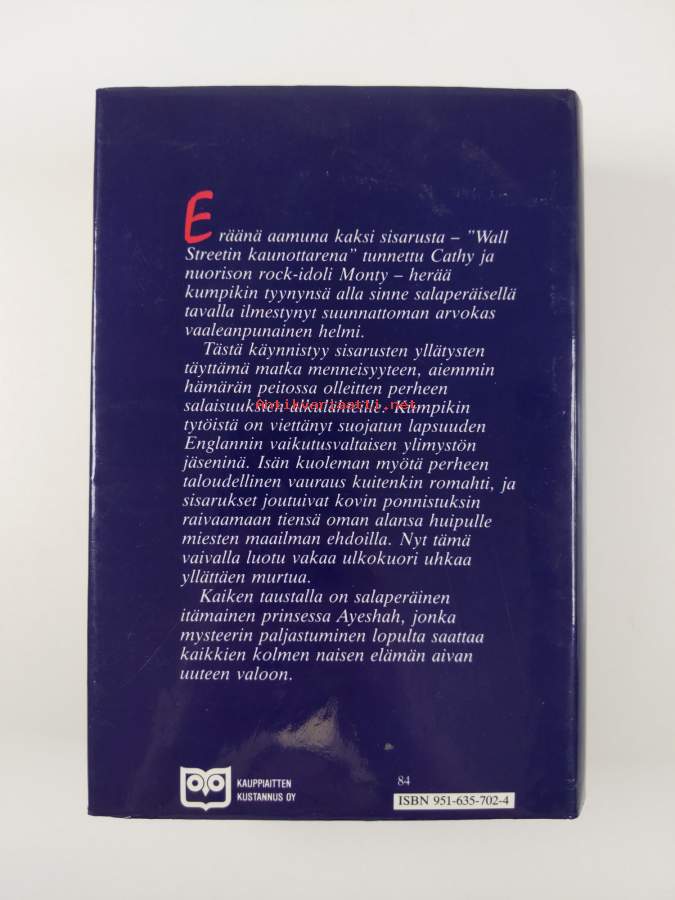 Eräänä aamuna kaksi sisarusta – ”Wall
Streetin kaunottarena” tunnettu Cathy ja
nuorison rock-idoli Monty – herää
kumpikin tyynynsä alla sinne salaperäisellä
tavalla ilmestynyt suunnattoman arvokas
vaaleanpunainen helmi.
Tästä käynnistyy sisarusten yllätysten
täyttämä matka menneisyyteen, aiemmin
hämärän peitossa olleitten perheen
salaisuuksien alkulähteille. Kumpikin
Antikvariaatti.net
tytöistä on viettänyt suojatun lapsuuden
Englannin vaikutusvaltaisen ylimystön
jäseninä. Isän kuoleman myötä perheen
taloudellinen vauraus kuitenkin romahti, ja
sisarukset joutuivat kovin ponnistuksin
raivaamaan tiensä oman alansa huipulle
miesten maailman ehdoilla. Nyt tämä
vaivalla luotu vakaa ulkokuori uhkaa
yllättäen murtua.
Kaiken taustalla on salaperäinen
itämainen prinsessa Ayeshah, jonka
mysteerin paljastuminen lopulta saattaa
kaikkien kolmen naisen elämän aivan
uuteen valoon.
KAUPPIAITTEN
KUSTANNUS OY
84
ISBN 951-635-702-4